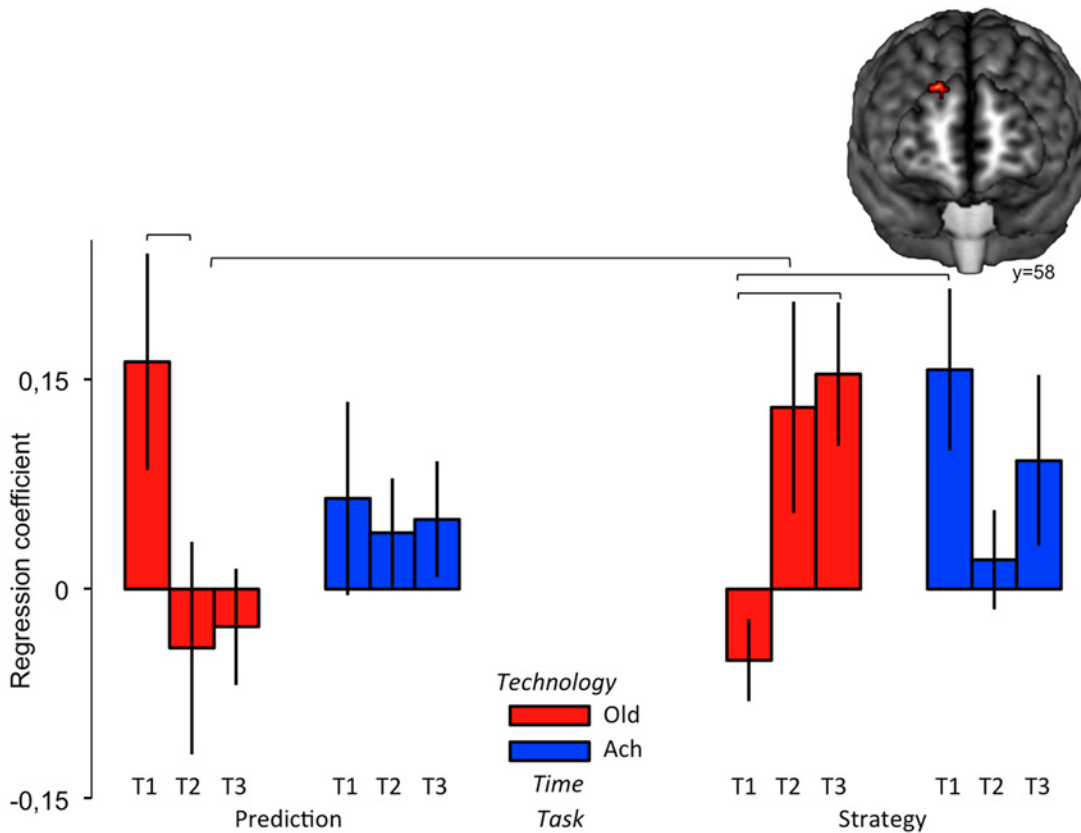 y=58
Regression coefficient
0,15
0
-0,15
Technology
Old
Ach
T1 T2 T3 T1 T2 T3 Time T1 T2 T3 T1 T2 T3
Prediction Task Strategy